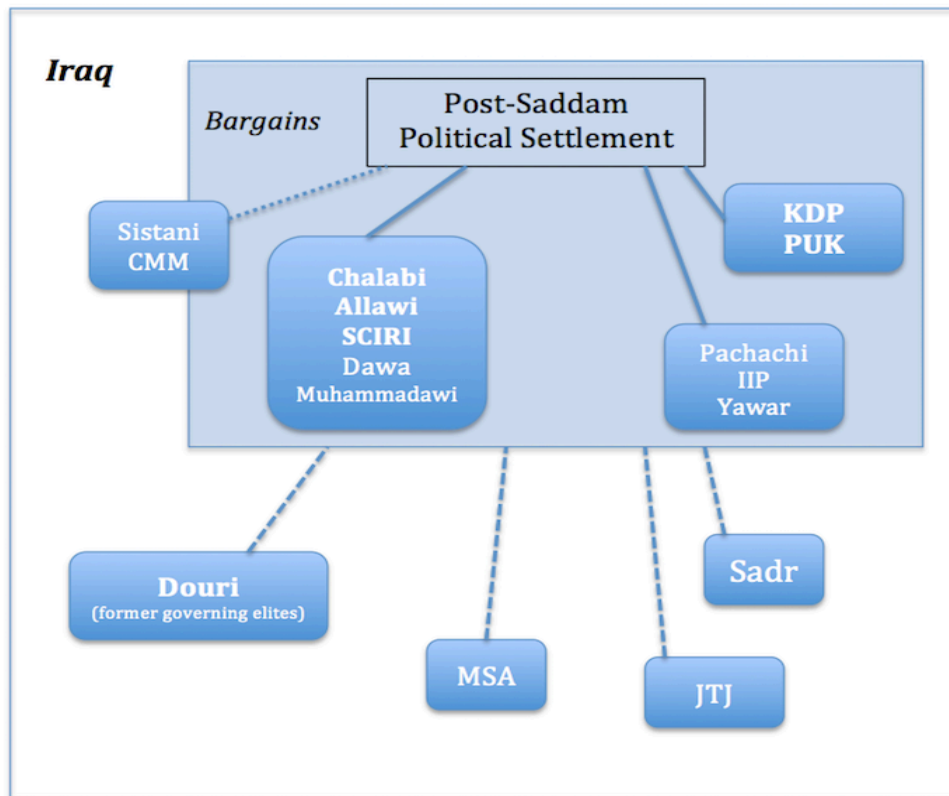 Iraq
Bargains
Post-Saddam
Political Settlement
Sistani
CMM
Chalabi
Allawi
SCIRI
Dawa
Muhammadawi
KDP
PUK
Pachachi
IIP
Yawar
Douri
(former governing elites)
MSA
JTJ
Sadr